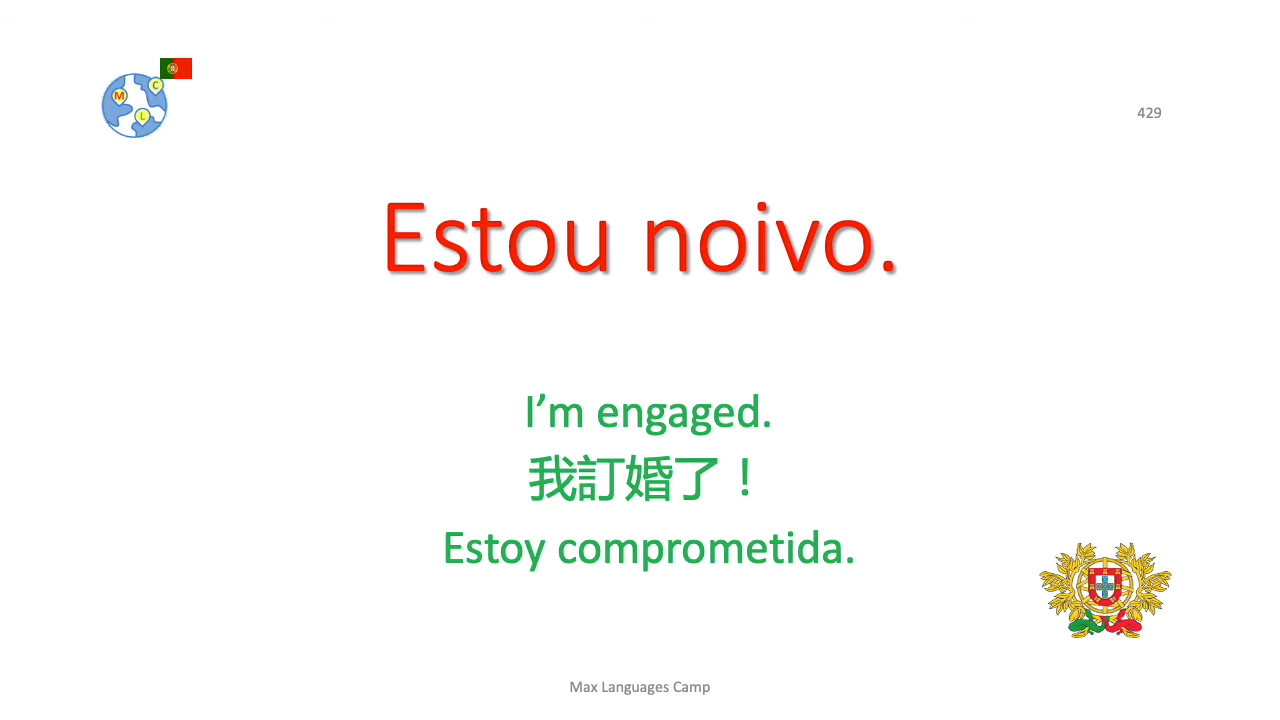 M C L
429
Estou noivo.
I’m engaged.
我訂婚了！
Estoy comprometida.
Max Languages Camp